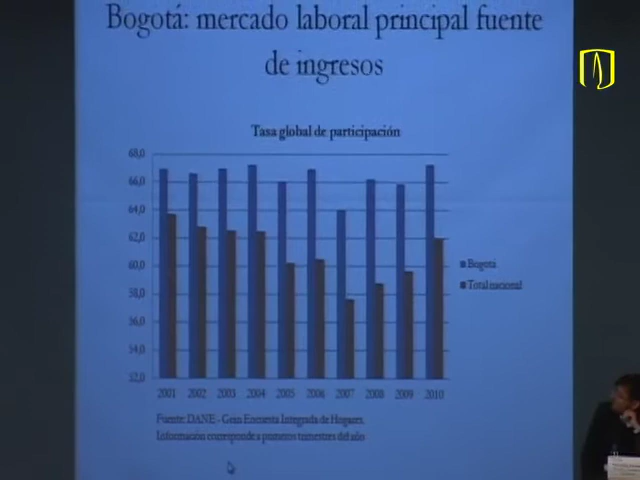 Bogotá: mercado laboral principal fuente
de ingresos
Tasa global de participación
68,0
66,0
64,0
62,0
60,0
58,0
56,0
54,0
52,0
Bogotá
Total nacional
2001 2002 2003 2004 2005 2006 2007 2008 2009 2010
Fuente: DANE - Gran Encuesta Integrada de Hogares.
Información corresponde a primeros trimestres del año